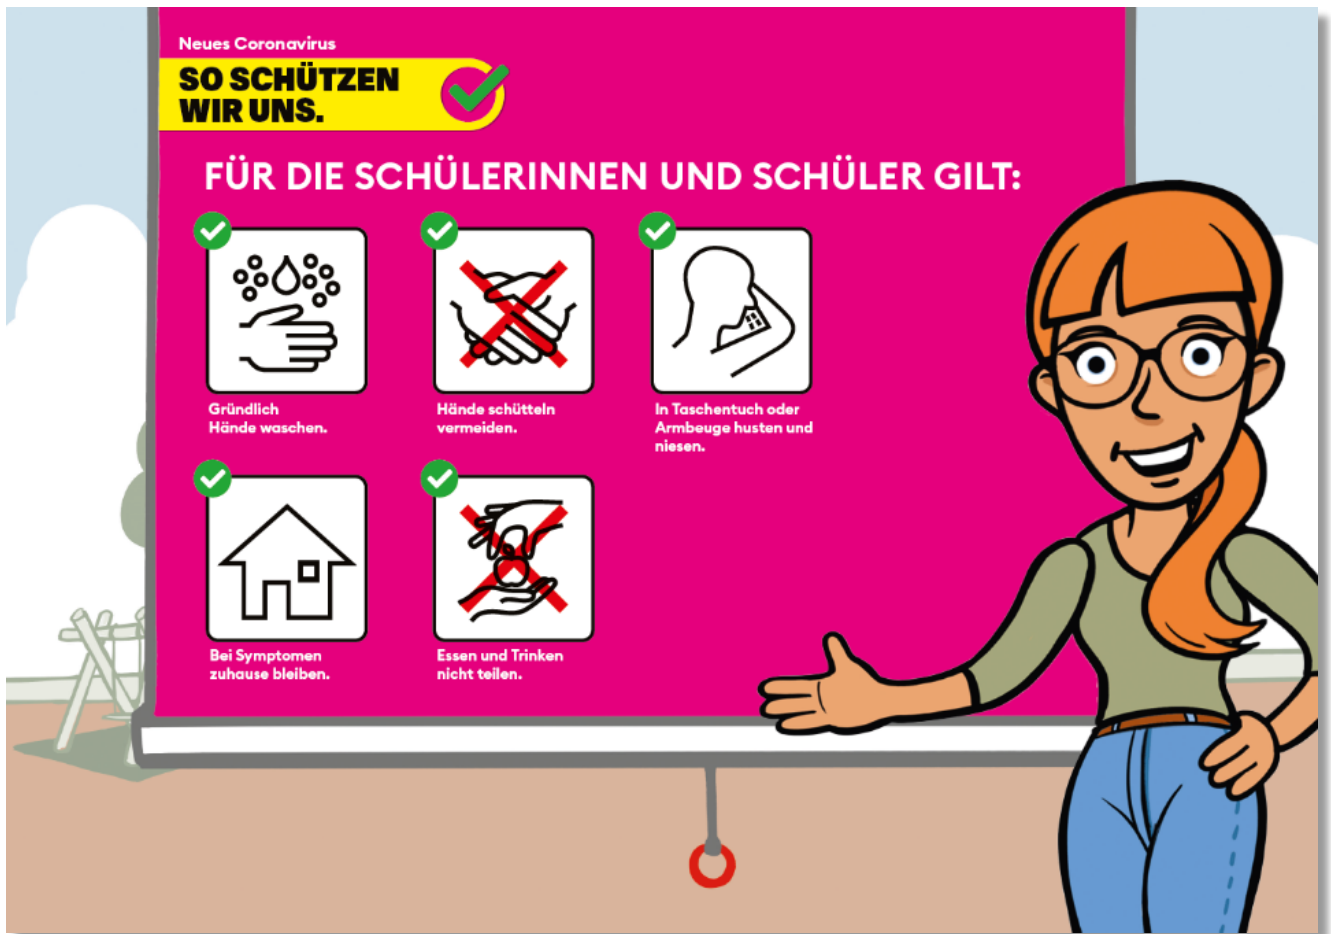 Neues Coronavirus
SO SCHÜTZEN
WIR UNS.
FÜR DIE SCHÜLERINNEN UND SCHÜLER GILT:
Gründlich
Hände waschen.
Hände schütteln
vermeiden.
In Taschentuch oder
Armbeuge husten und
niesen.
Bei Symptomen
zuhause bleiben.
Essen und Trinken
nicht teilen.